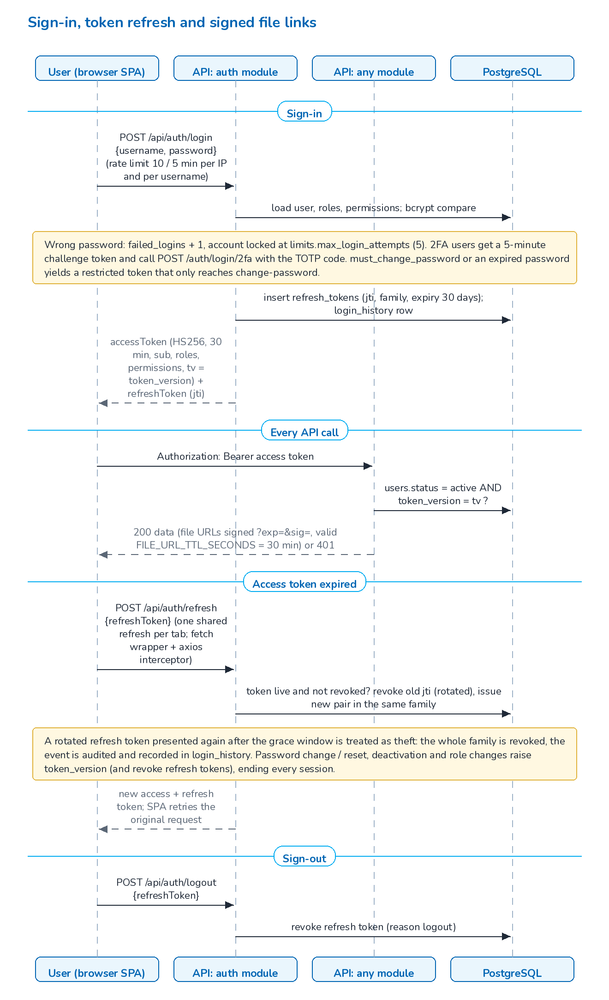 Sign-in, token refresh and signed file links
User (browser SPA)
API: auth module
API: any module
PostgreSQL
Sign-in
POST /api/auth/login
{username, password}
(rate limit 10 / 5 min per IP
and per username)
load user, roles, permissions; bcrypt compare
Wrong password: failed_logins + 1, account locked at limits.max_login_attempts (5). 2FA users get a 5-minute
challenge token and call POST /auth/login/2fa with the TOTP code. must_change_password or an expired password
yields a restricted token that only reaches change-password.
insert refresh_tokens (jti, family, expiry 30 days);
login_history row
accessToken (HS256, 30
min, sub, roles,
permissions, tv =
token_version) +
refreshToken (jti)
Every API call
Authorization: Bearer access token
users.status = active AND
token_version = tv ?
200 data (file URLs signed ?exp=&sig=, valid
FILE_URL_TTL_SECONDS = 30 min) or 401
Access token expired
POST /api/auth/refresh
{refreshToken} (one shared
refresh per tab; fetch
wrapper + axios
interceptor)
token live and not revoked? revoke old jti (rotated), issue
new pair in the same family
A rotated refresh token presented again after the grace window is treated as theft: the whole family is revoked, the
event is audited and recorded in login_history. Password change / reset, deactivation and role changes raise
token_version (and revoke refresh tokens), ending every session.
new access + refresh
token; SPA retries the
original request
Sign-out
POST /api/auth/logout
{refreshToken}
revoke refresh token (reason logout)
User (browser SPA)
API: auth module
API: any module
PostgreSQL